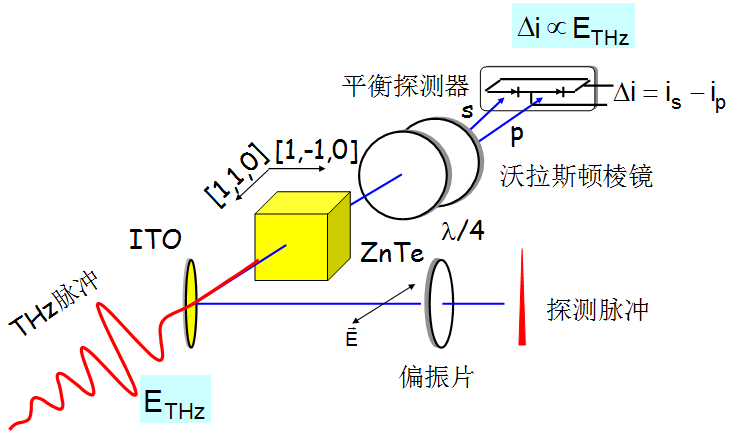 Δi ∝ E_THz
平衡探测器
Δi = i_s − i_p
s
p
[1,1,0]
[1,-1,0]
沃拉斯顿棱镜
λ/4
ITO
ZnTe
THz脉冲
E⃗
探测脉冲
偏振片
E_THz